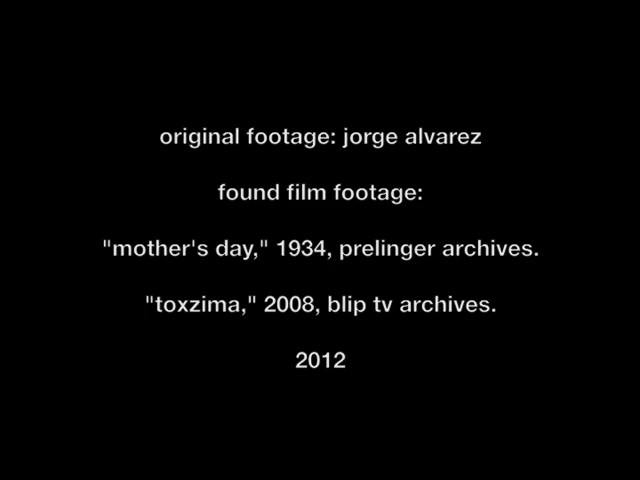 original footage: jorge alvarez
found film footage:
"mother's day," 1934, prelinger archives.
"toxzima," 2008, blip tv archives.
2012